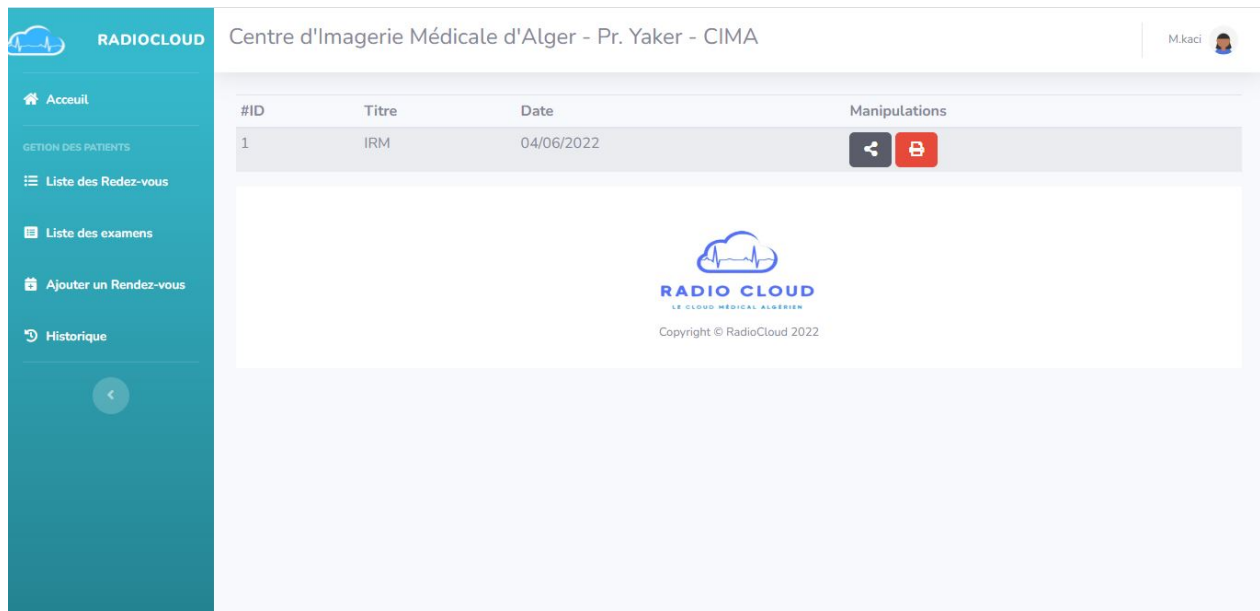 RADIOCLOUD
Centre d'Imagerie Médicale d'Alger - Pr. Yaker - CIMA
M.kaci
Acceuil
GETION DES PATIENTS
Liste des Redez-vous
Liste des examens
Ajouter un Rendez-vous
Historique
#ID Titre Date Manipulations
1 IRM 04/06/2022
RADIO CLOUD
LE CLOUD MÉDICAL ALGÉRIEN
Copyright © RadioCloud 2022